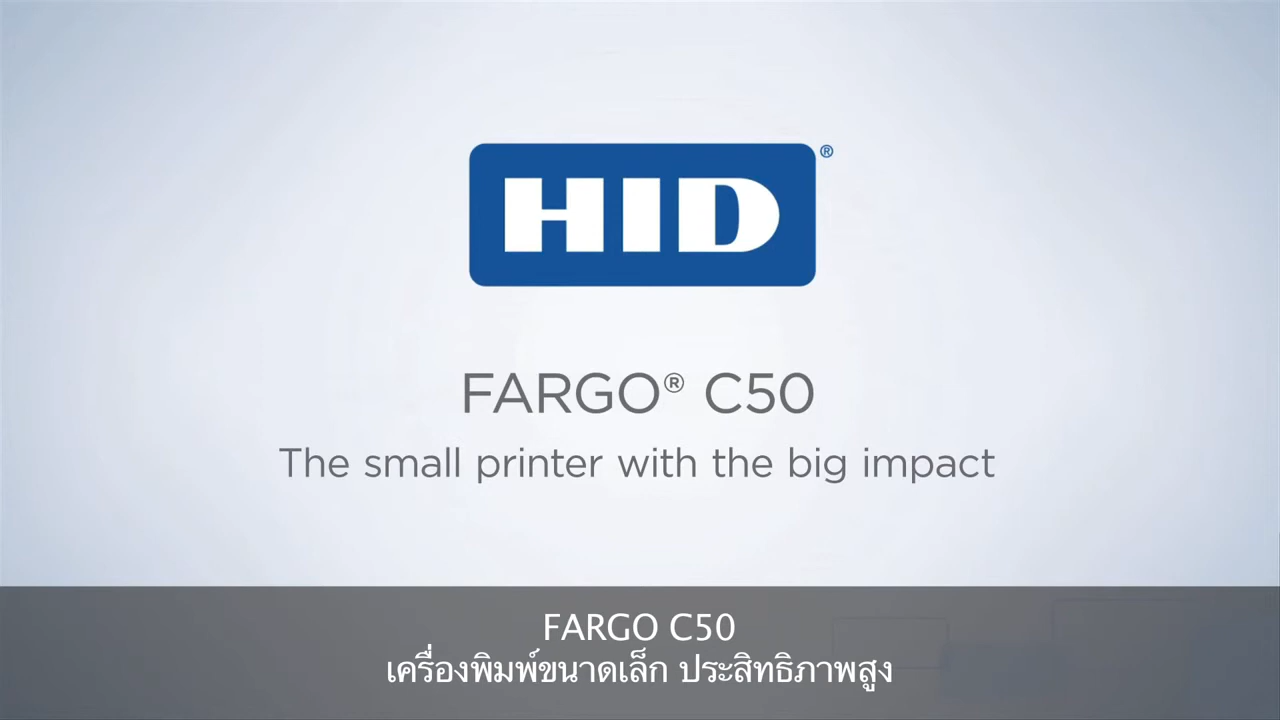 HID®
FARGO® C50
The small printer with the big impact
FARGO C50
เครื่องพิมพ์ขนาดเล็ก ประสิทธิภาพสูง